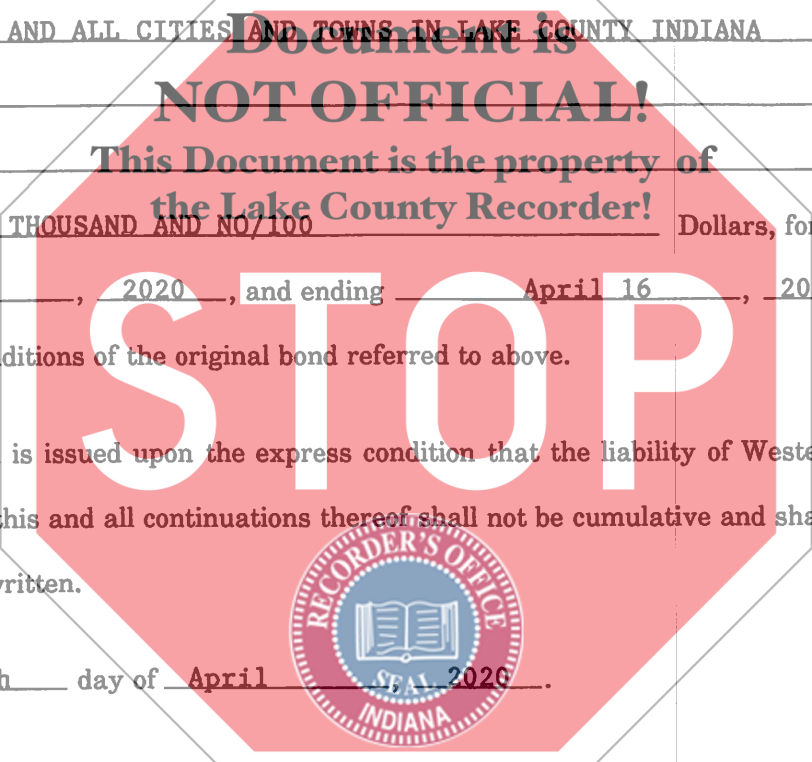 AND ALL CITIES AND TOWNS IN LAKE COUNTY INDIANA
Document is
NOT OFFICIAL!
This Document is the property of
the Lake County Recorder!
THOUSAND AND NO/100 Dollars, for
, 2020 , and ending April 16 , 20
ditions of the original bond referred to above.
STOP
is issued upon the express condition that the liability of Weste
this and all continuations thereof shall not be cumulative and sha
ritten.
RECORDER'S OFFICE
SEAL
INDIANA
h day of April , 2020 .